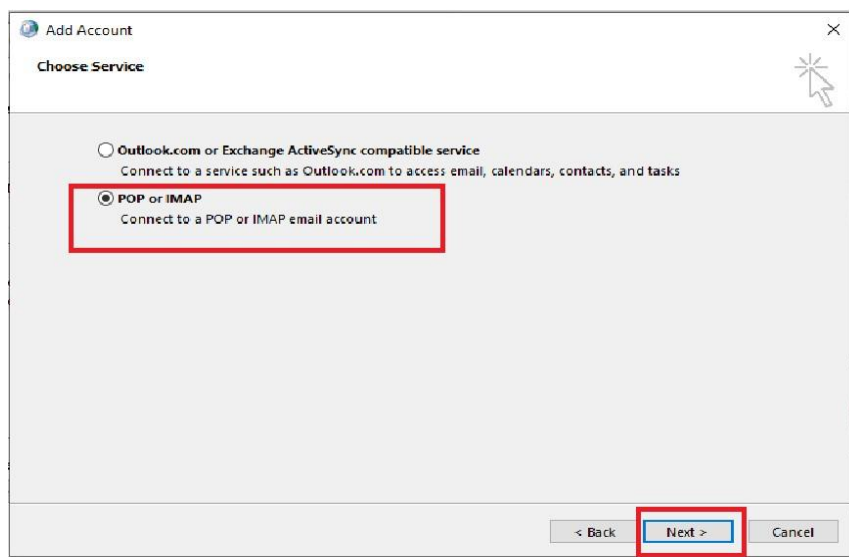 Add Account
Choose Service
Outlook.com or Exchange ActiveSync compatible service
Connect to a service such as Outlook.com to access email, calendars, contacts, and tasks
POP or IMAP
Connect to a POP or IMAP email account
< Back Next > Cancel